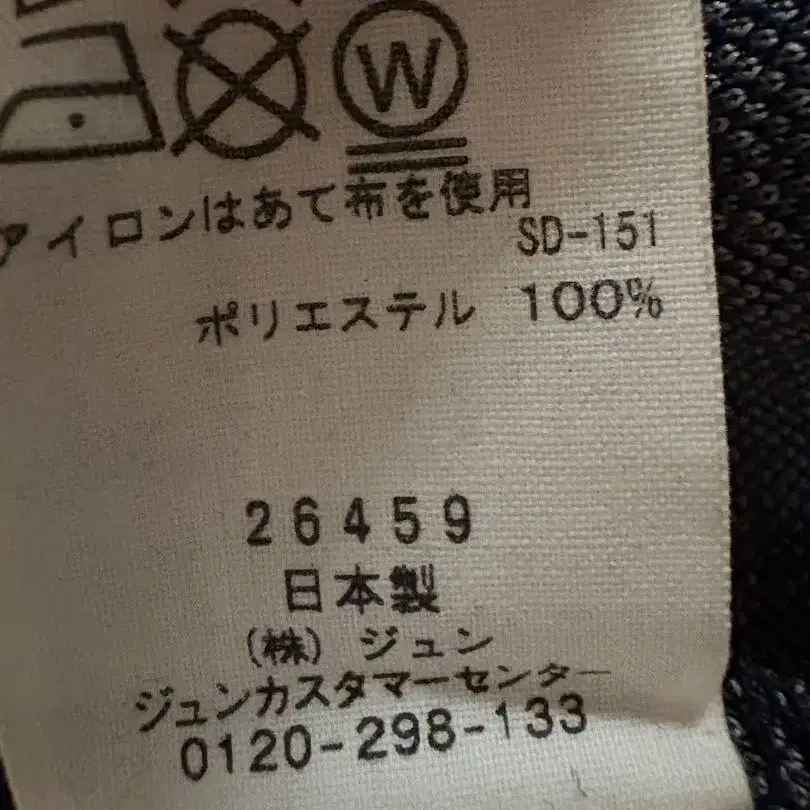 W
アイロンはあて布を使用
SD-151
ポリエステル 100%
26459
日本製
(株) ジュン
ジュンカスタマーセンター
0120-298-133